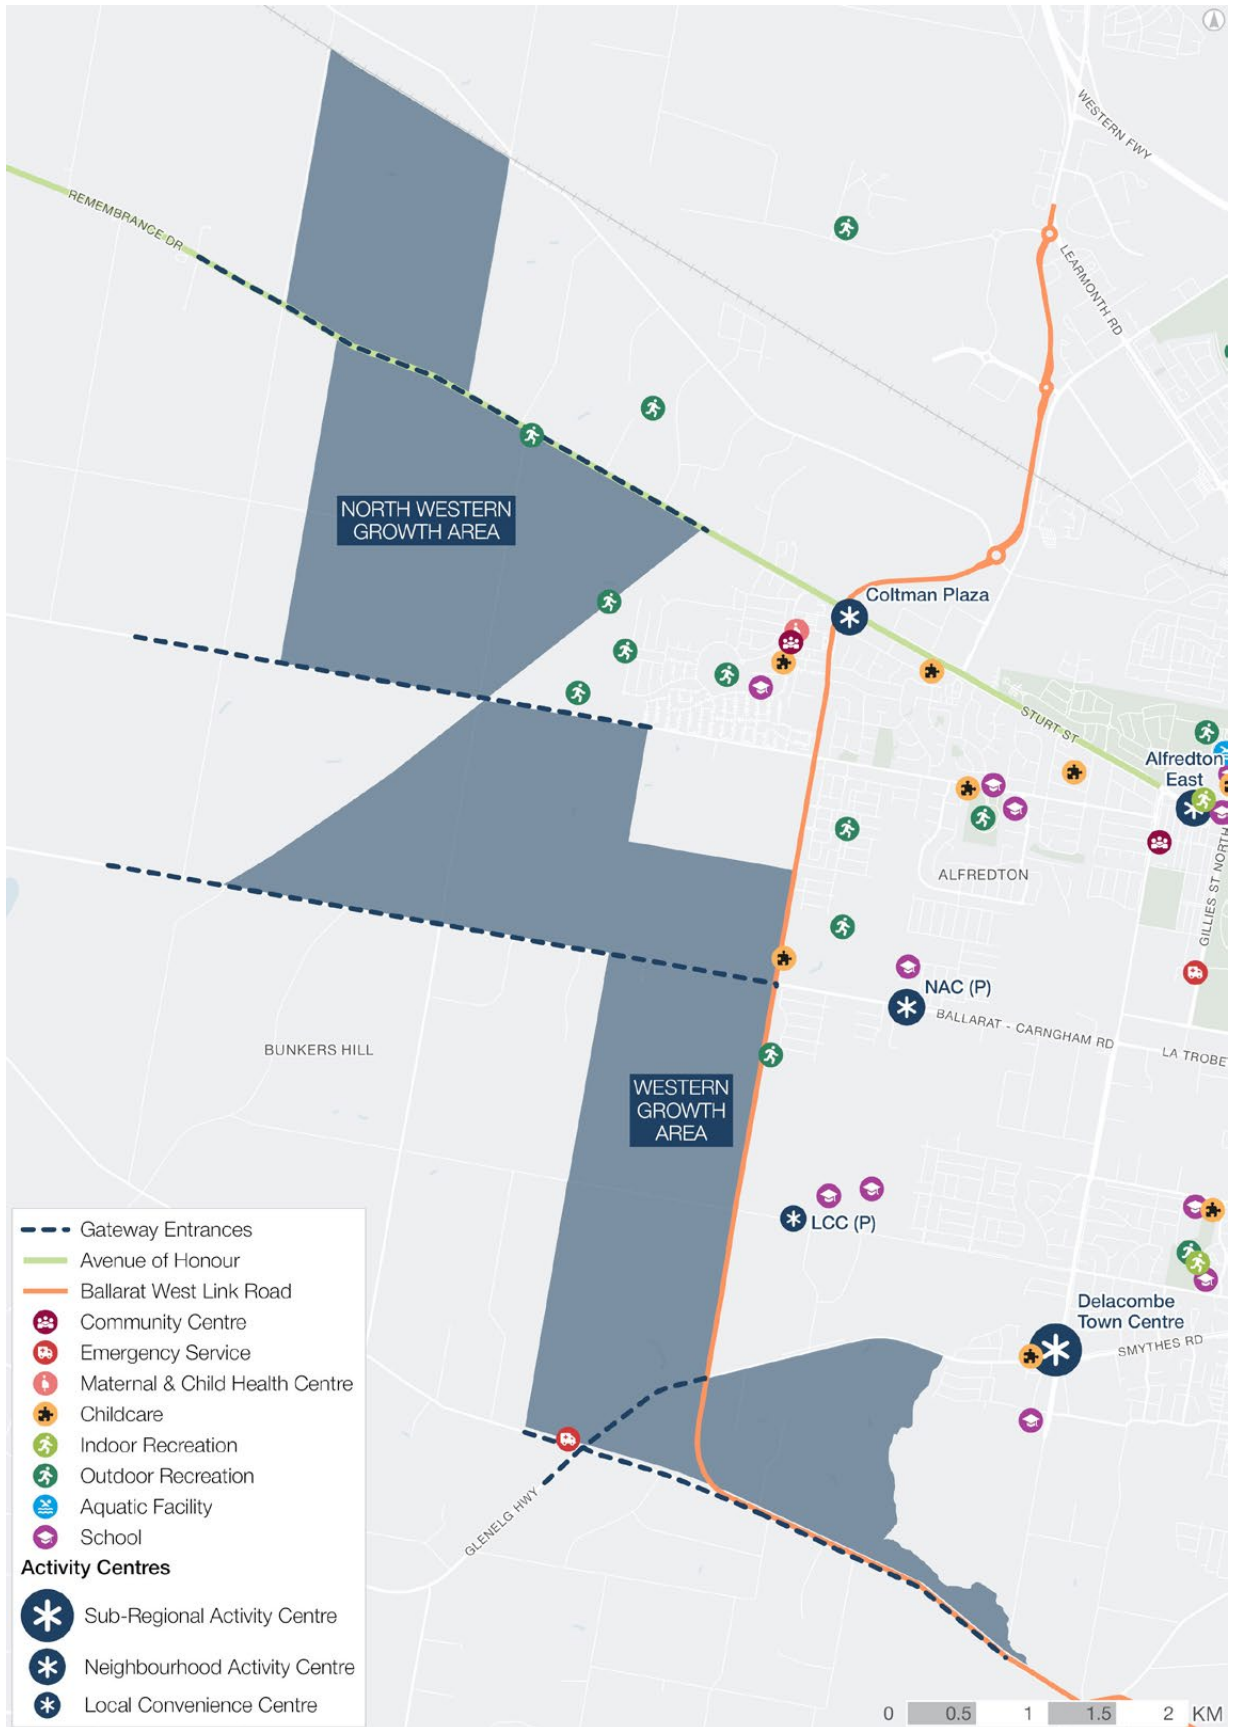 WESTERN FWY
REMEMBRANCE DR
LEARMONTH RD
NORTH WESTERN
GROWTH AREA
Coltman Plaza
STURT ST
Alfredton
East
ALFREDTON
GILLIES ST NORTH
NAC (P)
BALLARAT - CARNGHAM RD
LA TROBE
BUNKERS HILL
WESTERN
GROWTH
AREA
LCC (P)
Delacombe
Town Centre
SMYTHES RD
GLENELG HWY
Gateway Entrances
Avenue of Honour
Ballarat West Link Road
Community Centre
Emergency Service
Maternal & Child Health Centre
Childcare
Indoor Recreation
Outdoor Recreation
Aquatic Facility
School
Activity Centres
Sub-Regional Activity Centre
Neighbourhood Activity Centre
Local Convenience Centre
0 0.5 1 1.5 2 KM